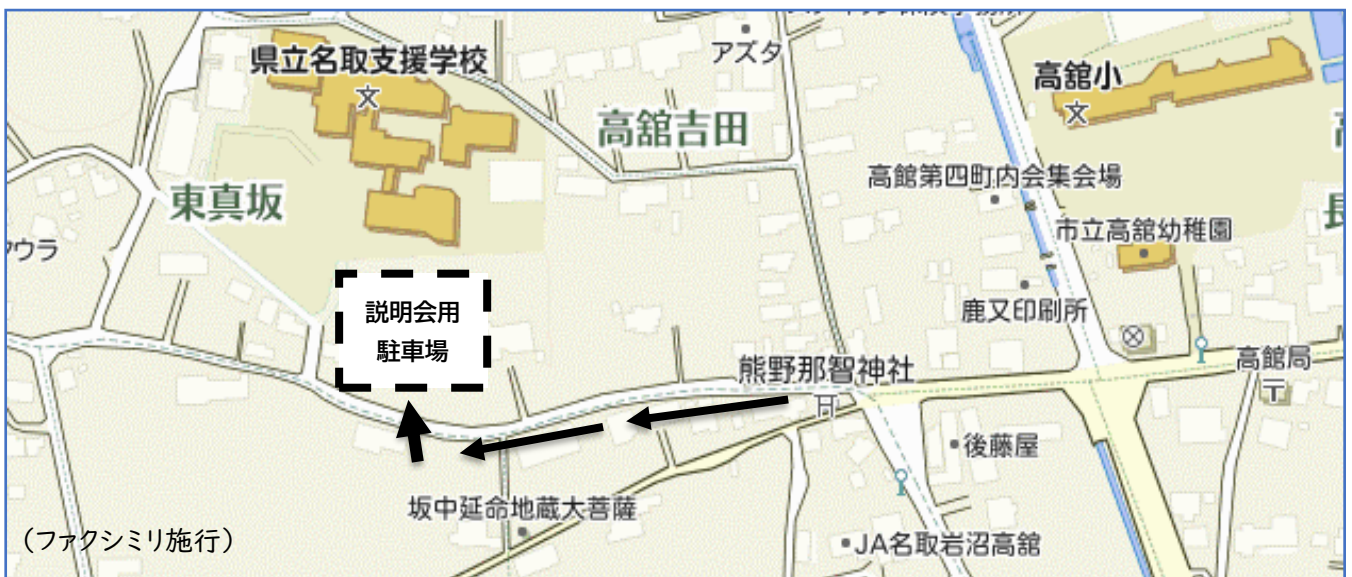 アズタ
県立名取支援学校
高舘小
高舘吉田
高館第四町内会集会場
東真坂
市立高舘幼稚園
ウラ
説明会用
駐車場
鹿又印刷所
熊野那智神社
高館局
後藤屋
坂中延命地蔵大菩薩
(ファクシミリ施行)
JA名取岩沼高舘